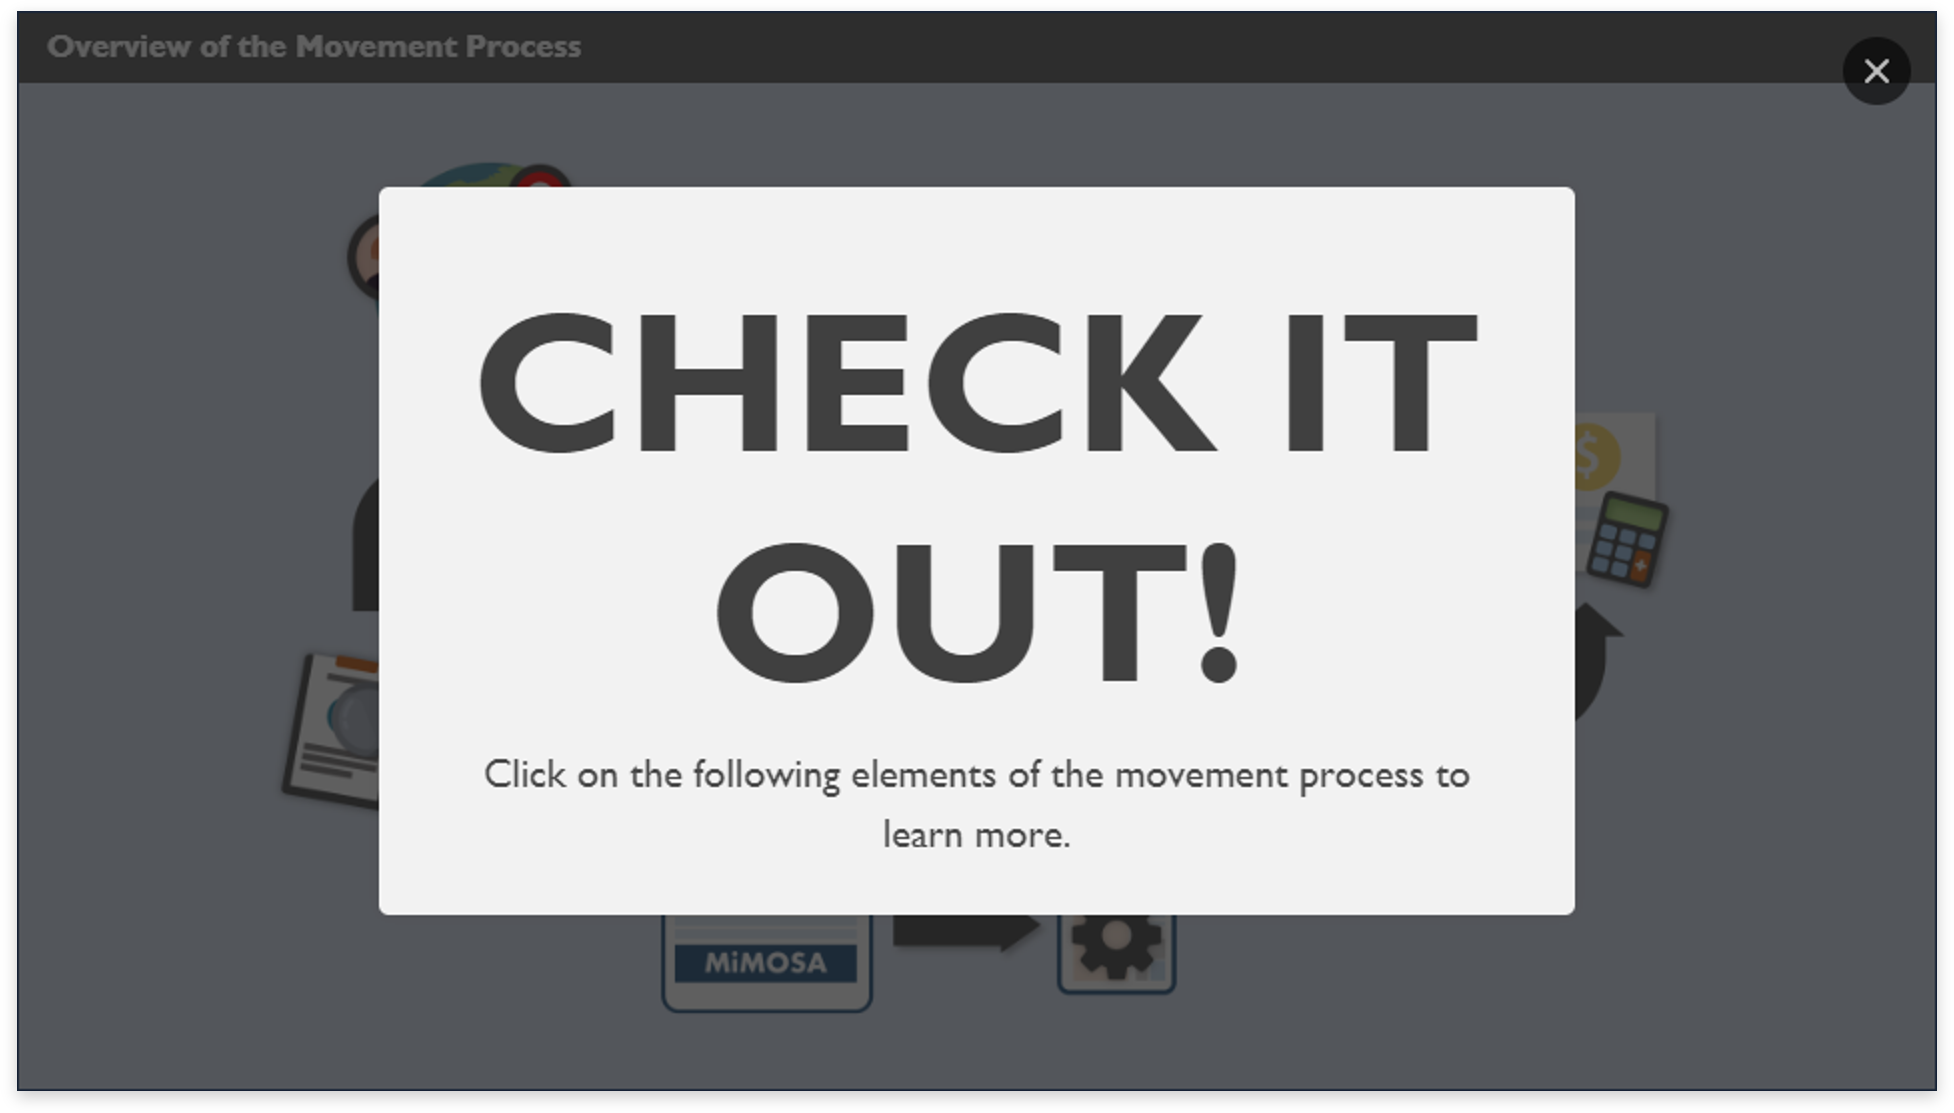 Overview of the Movement Process
CHECK IT
OUT!
Click on the following elements of the movement process to
learn more.
MiMOSA